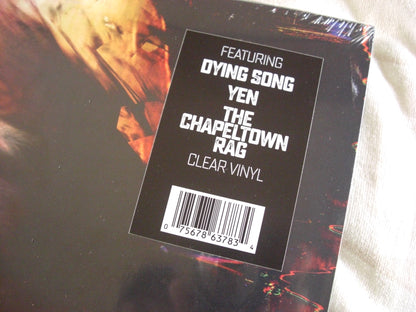 FEATURING
DYING SONG
YEN
THE
CHAPELTOWN
RAG
CLEAR VINYL
0 75678 63783 4